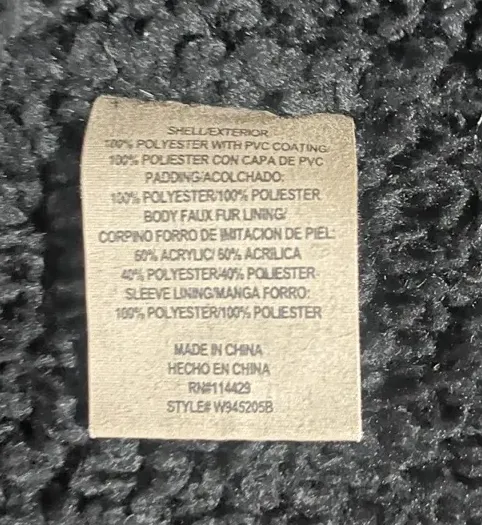 SHELL/EXTERIOR
100% POLYESTER WITH PVC COATING/
100% POLIESTER CON CAPA DE PVC
PADDING/ACOLCHADO:
100% POLYESTER/100% POLIESTER
BODY FAUX FUR LINING/
CORPINO FORRO DE IMITACION DE PIEL:
60% ACRYLIC/ 60% ACRILICA
40% POLYESTER/40% POLIESTER
SLEEVE LINING/MANGA FORRO:
100% POLYESTER/100% POLIESTER
MADE IN CHINA
HECHO EN CHINA
RN#114429
STYLE# W945205B